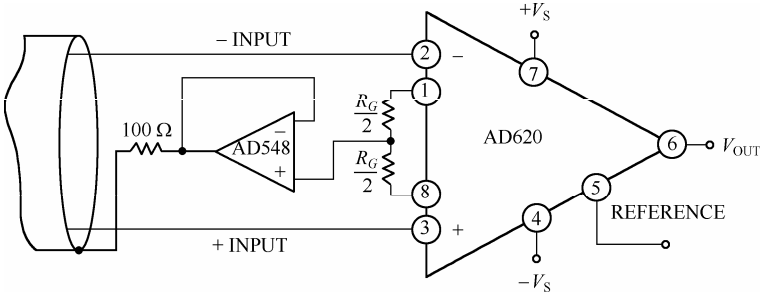 +VS
− INPUT
2
−
7
1
RG
2
100 Ω
−
AD548
+
RG
2
AD620
6
VOUT
8
5
REFERENCE
4
3
+
+ INPUT
−VS